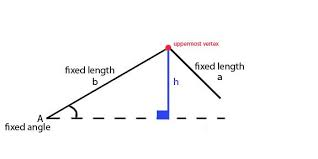 uppermost vertex
fixed length
b
fixed length
a
h
A
fixed angle